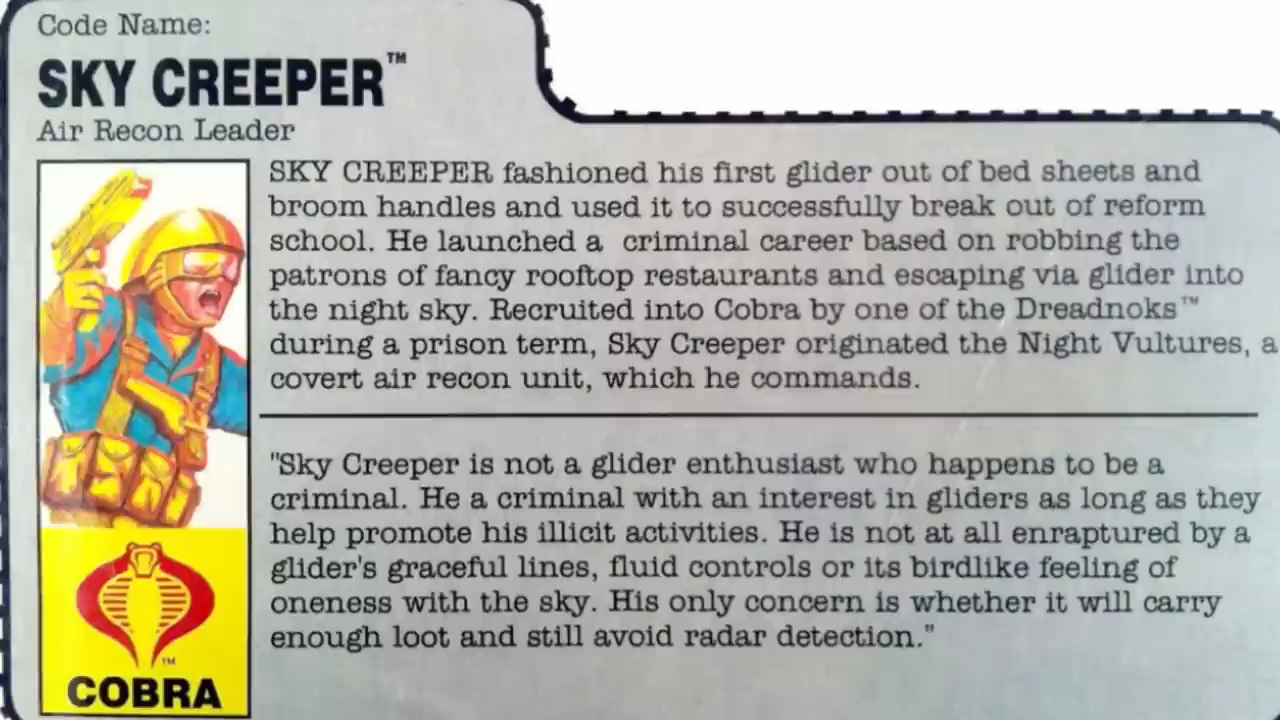 Code Name:
SKY CREEPER™
Air Recon Leader
SKY CREEPER fashioned his first glider out of bed sheets and
broom handles and used it to successfully break out of reform
school. He launched a criminal career based on robbing the
patrons of fancy rooftop restaurants and escaping via glider into
the night sky. Recruited into Cobra by one of the Dreadnoks™
during a prison term, Sky Creeper originated the Night Vultures, a
covert air recon unit, which he commands.
"Sky Creeper is not a glider enthusiast who happens to be a
criminal. He a criminal with an interest in gliders as long as they
help promote his illicit activities. He is not at all enraptured by a
glider's graceful lines, fluid controls or its birdlike feeling of
oneness with the sky. His only concern is whether it will carry
enough loot and still avoid radar detection."
™
COBRA